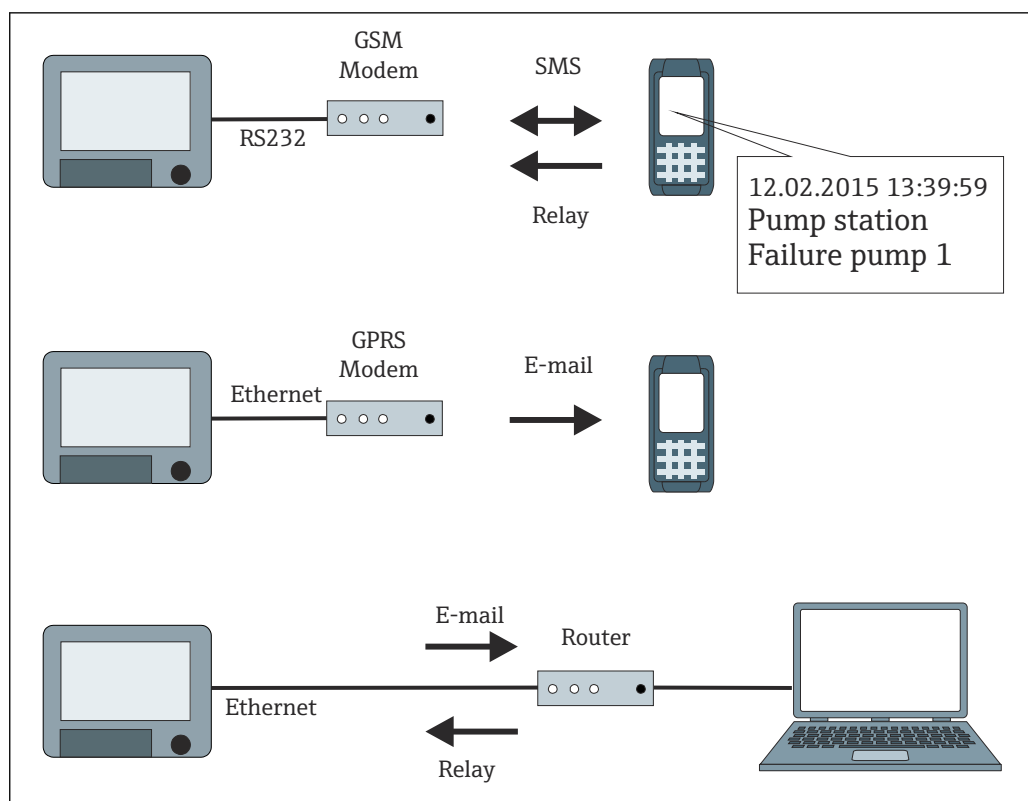 GSM
Modem
SMS
RS232
Relay
12.02.2015 13:39:59
Pump station
Failure pump 1
GPRS
Modem
E-mail
Ethernet
E-mail
Router
Ethernet
Relay